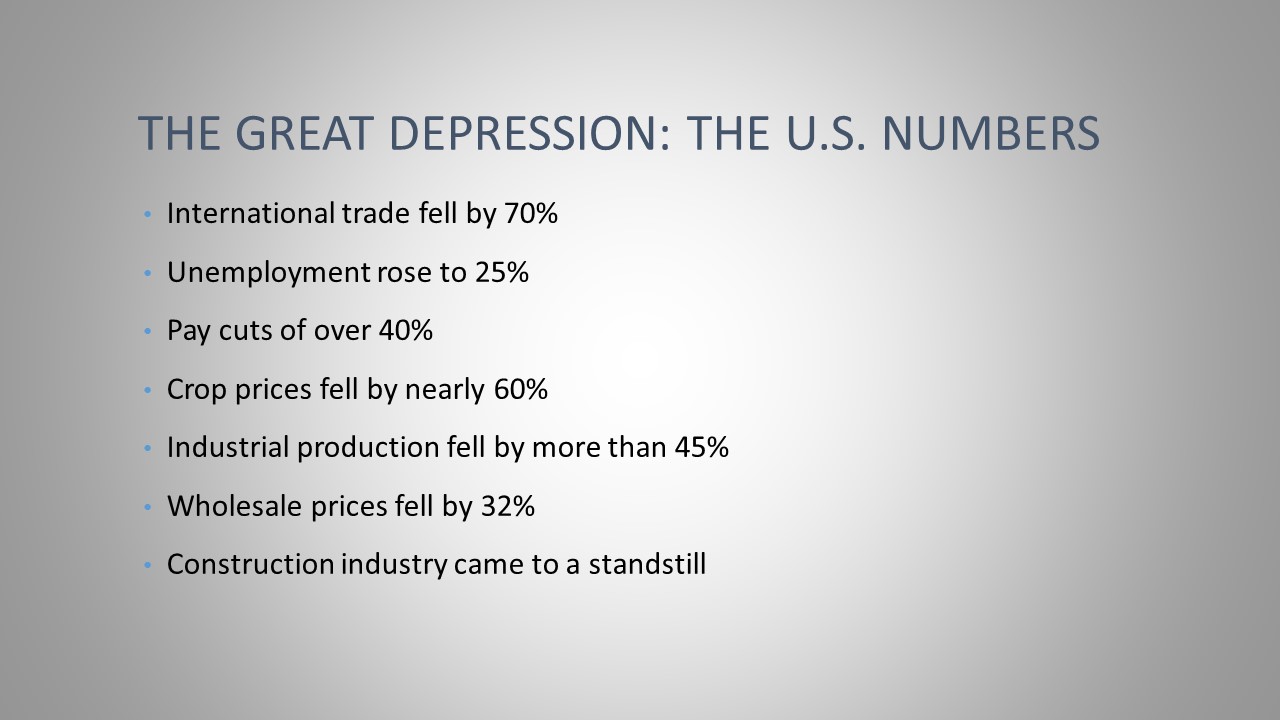 THE GREAT DEPRESSION: THE U.S. NUMBERS
• International trade fell by 70%
• Unemployment rose to 25%
• Pay cuts of over 40%
• Crop prices fell by nearly 60%
• Industrial production fell by more than 45%
• Wholesale prices fell by 32%
• Construction industry came to a standstill